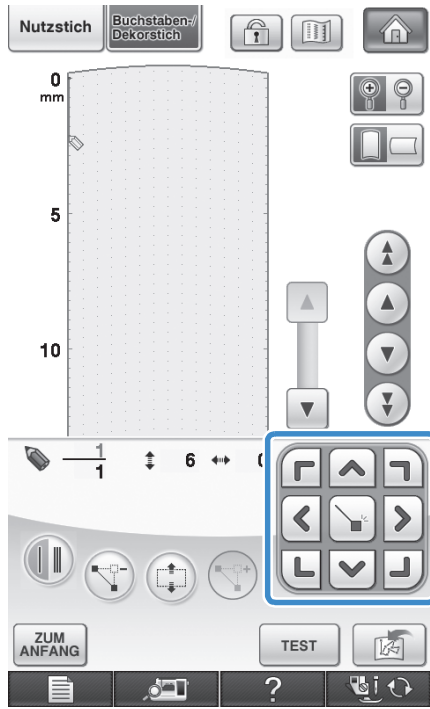 Nutzstich
Buchstaben-/
Dekorstich
0
mm
5
10
1
1
6
ZUM
ANFANG
TEST
?